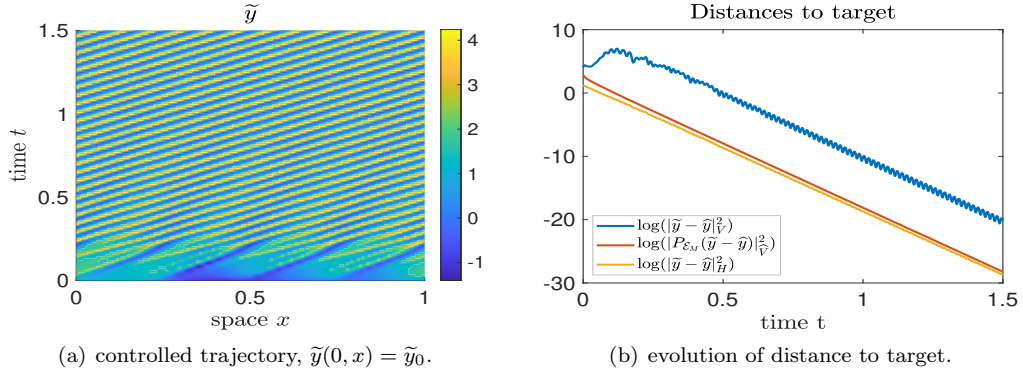 ỹ
1.5
1
0.5
0
time t
0
0.5
1
space x
4
3
2
1
0
-1
(a) controlled trajectory, ỹ(0, x) = ỹ₀.
Distances to target
10
0
-10
-20
-30
log(|ỹ − ŷ|²_V)
log(|P_{ℰ_M}(ỹ − ŷ)|²_{V̂})
log(|ỹ − ŷ|²_H)
0
0.5
1
1.5
time t
(b) evolution of distance to target.